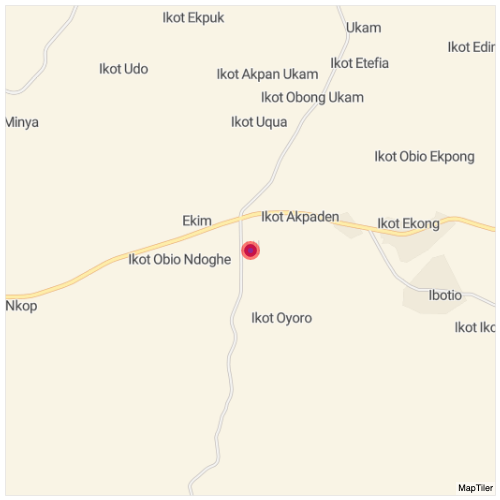 Ikot Ekpuk
Ukam
Ikot Edin
Ikot Etefia
Ikot Udo
Ikot Akpan Ukam
Ikot Obong Ukam
Minya
Ikot Uqua
Ikot Obio Ekpong
Ekim
Ikot Akpaden
Ikot Ekong
Ikot Obio Ndoghe
Ibotio
Nkop
Ikot Oyoro
Ikot Iko
MapTiler